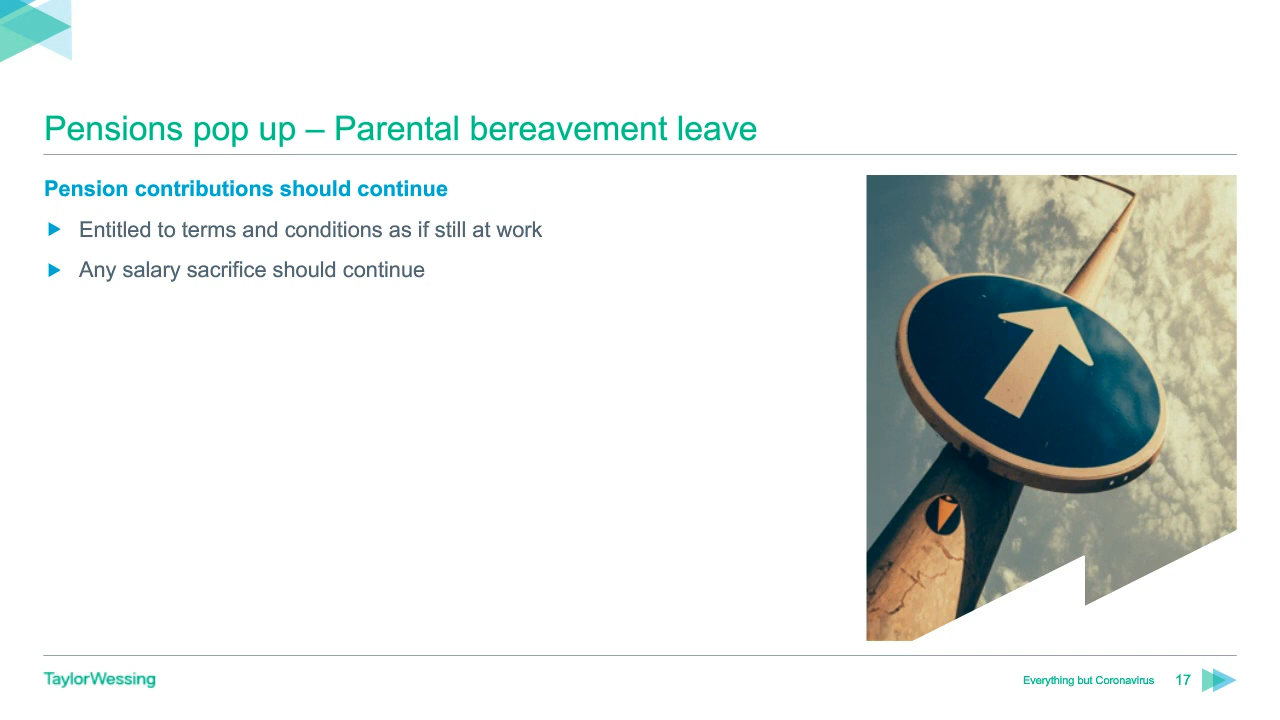 Pensions pop up – Parental bereavement leave
Pension contributions should continue
Entitled to terms and conditions as if still at work
Any salary sacrifice should continue
TaylorWessing
Everything but Coronavirus
17